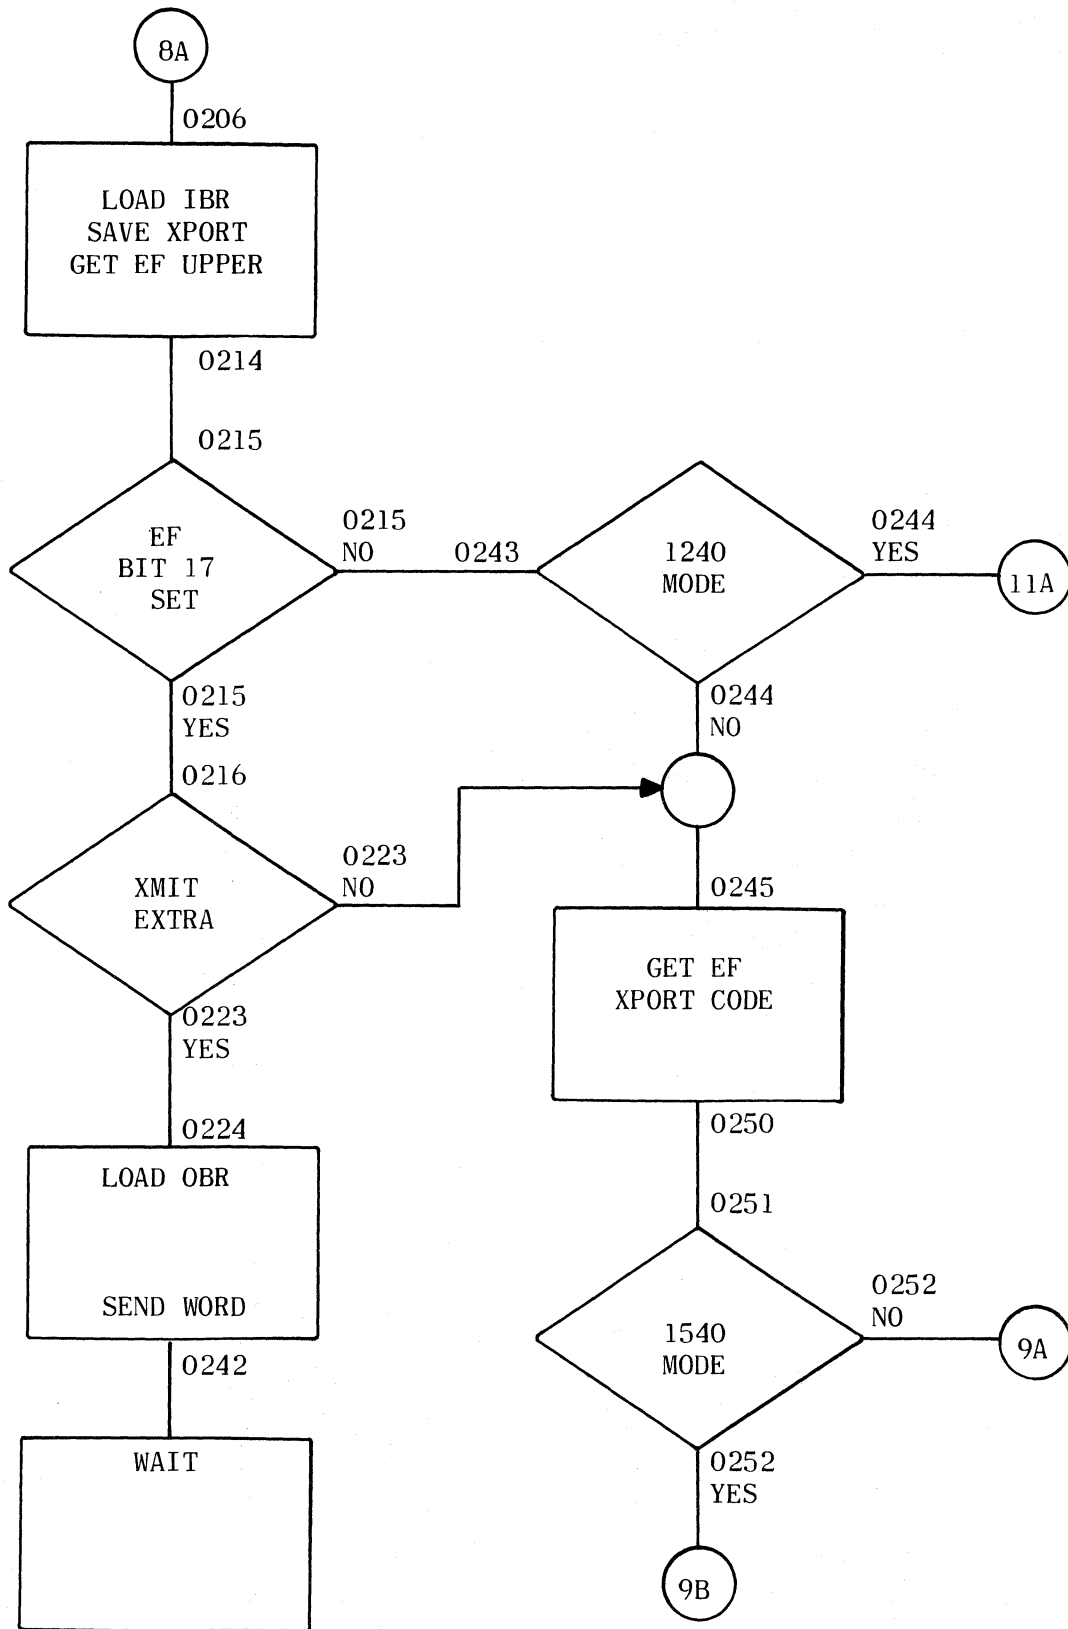 8A
0206
LOAD IBR
SAVE XPORT
GET EF UPPER
0214
0215
EF
BIT 17
SET
0215
NO
0243
1240
MODE
0244
YES
11A
0215
YES
0216
0244
NO
XMIT
EXTRA
0223
NO
0245
GET EF
XPORT CODE
0223
YES
0224
LOAD OBR
SEND WORD
0242
WAIT
0250
0251
1540
MODE
0252
NO
9A
0252
YES
9B